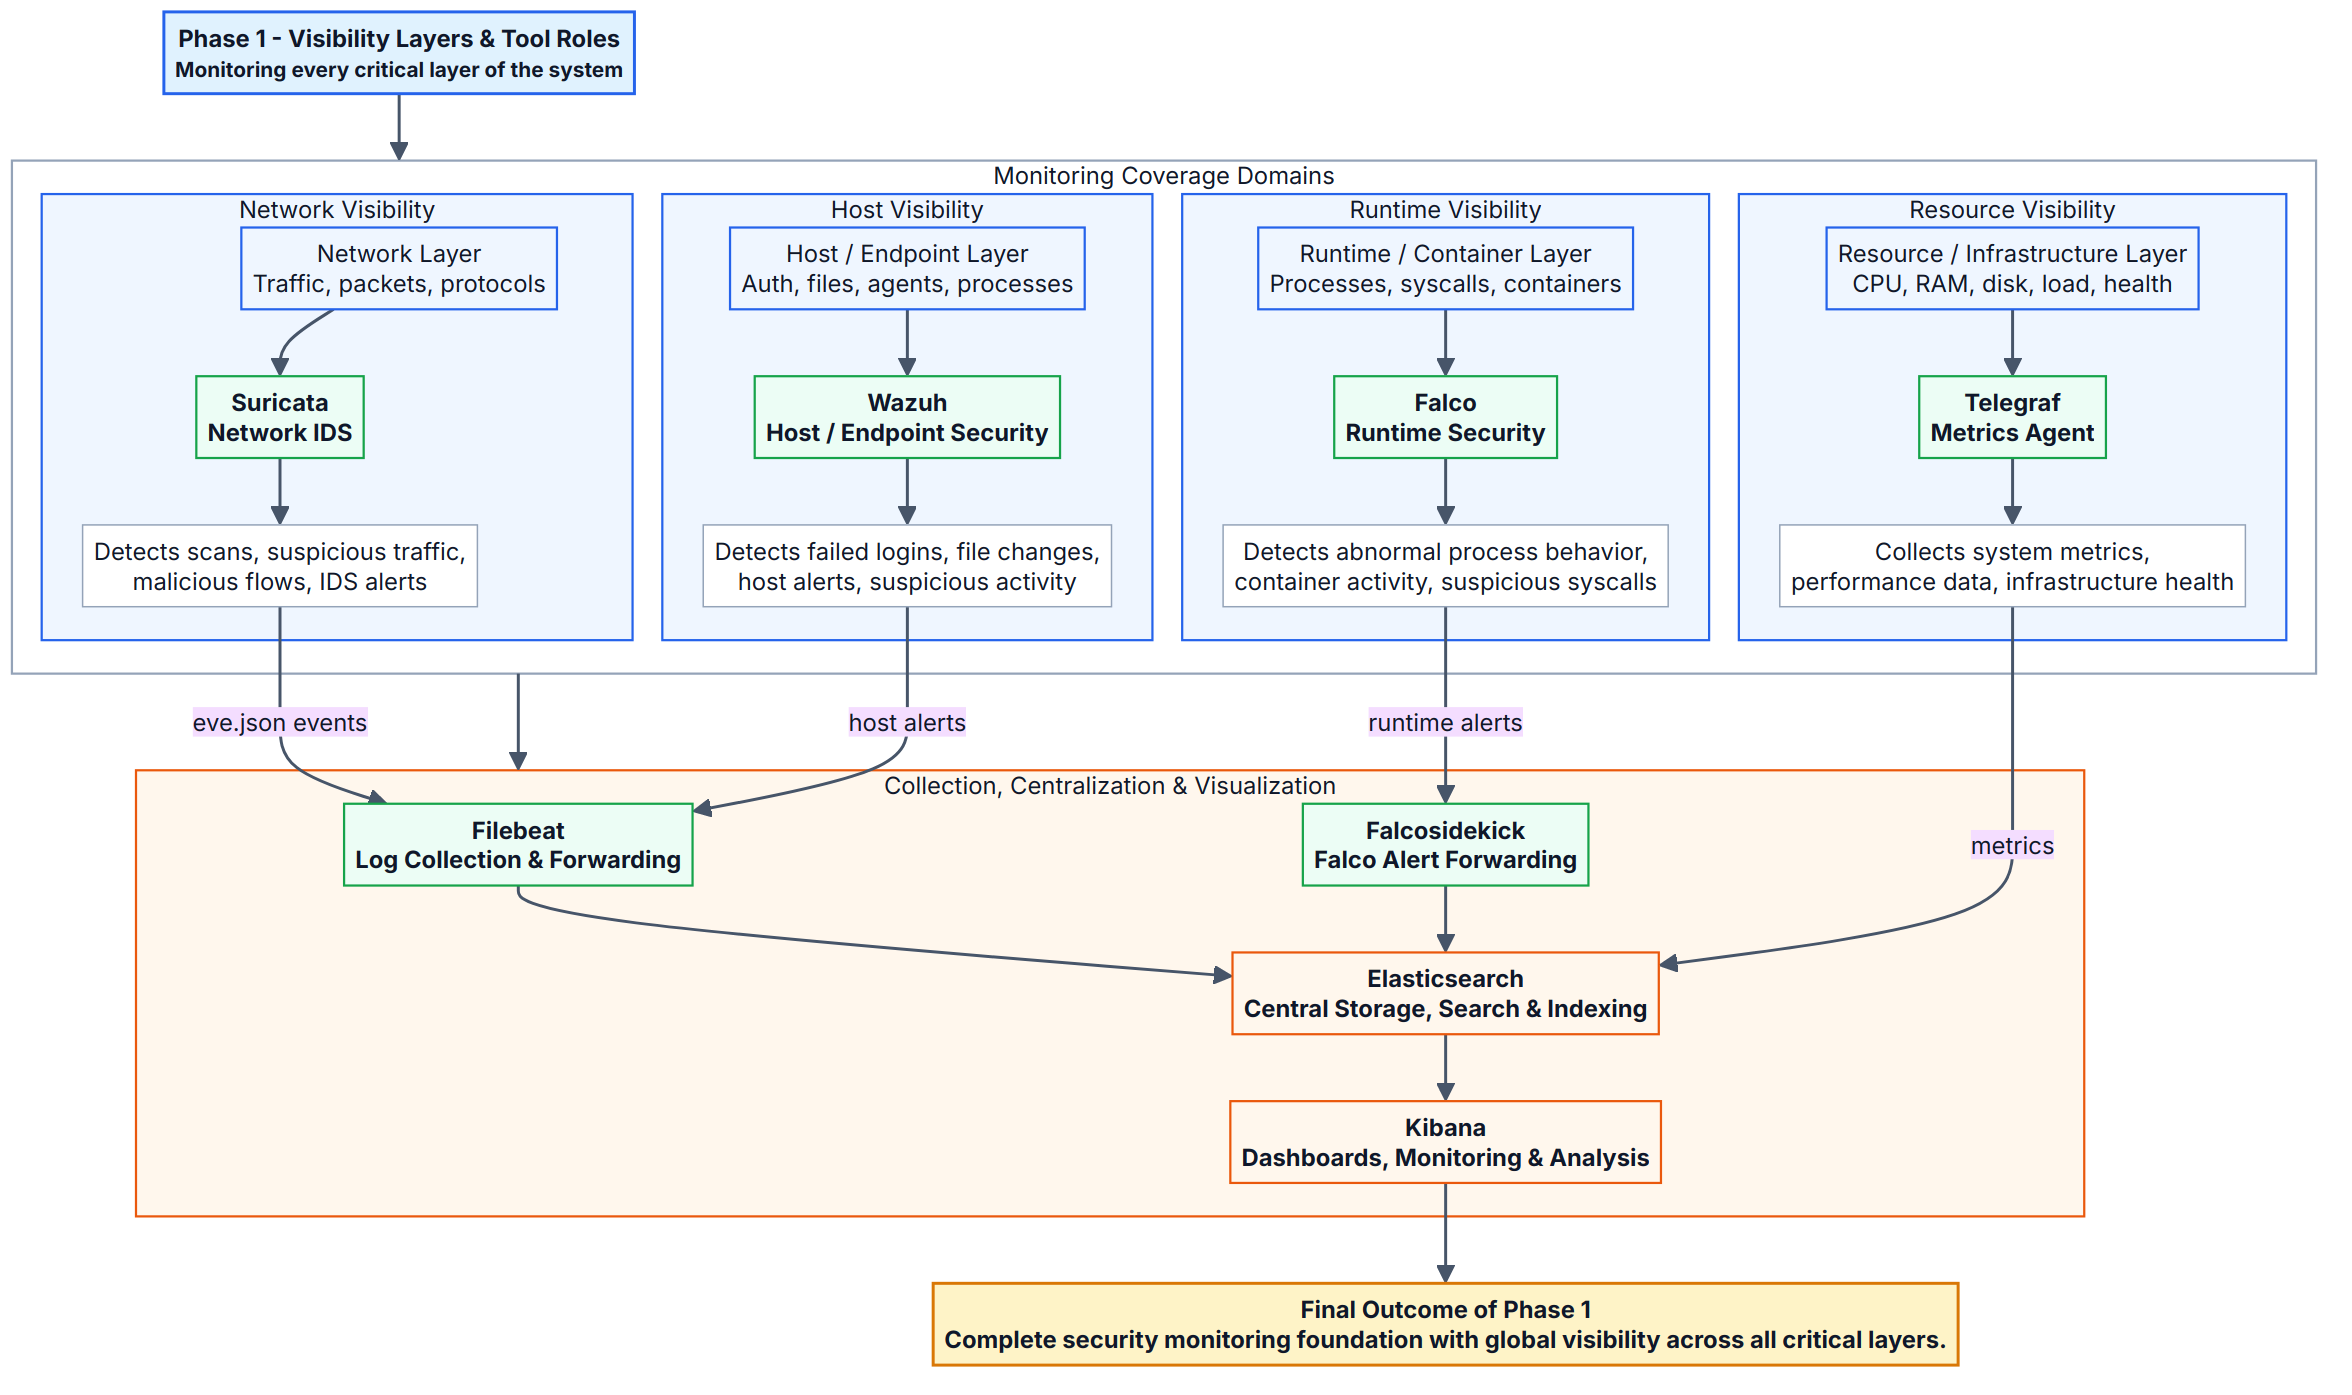 Phase 1 - Visibility Layers & Tool Roles
Monitoring every critical layer of the system
Monitoring Coverage Domains
Network Visibility
Network Layer
Traffic, packets, protocols
Suricata
Network IDS
Detects scans, suspicious traffic,
malicious flows, IDS alerts
Host Visibility
Host / Endpoint Layer
Auth, files, agents, processes
Wazuh
Host / Endpoint Security
Detects failed logins, file changes,
host alerts, suspicious activity
Runtime Visibility
Runtime / Container Layer
Processes, syscalls, containers
Falco
Runtime Security
Detects abnormal process behavior,
container activity, suspicious syscalls
Resource Visibility
Resource / Infrastructure Layer
CPU, RAM, disk, load, health
Telegraf
Metrics Agent
Collects system metrics,
performance data, infrastructure health
eve.json events
host alerts
runtime alerts
metrics
Collection, Centralization & Visualization
Filebeat
Log Collection & Forwarding
Falcosidekick
Falco Alert Forwarding
Elasticsearch
Central Storage, Search & Indexing
Kibana
Dashboards, Monitoring & Analysis
Final Outcome of Phase 1
Complete security monitoring foundation with global visibility across all critical layers.